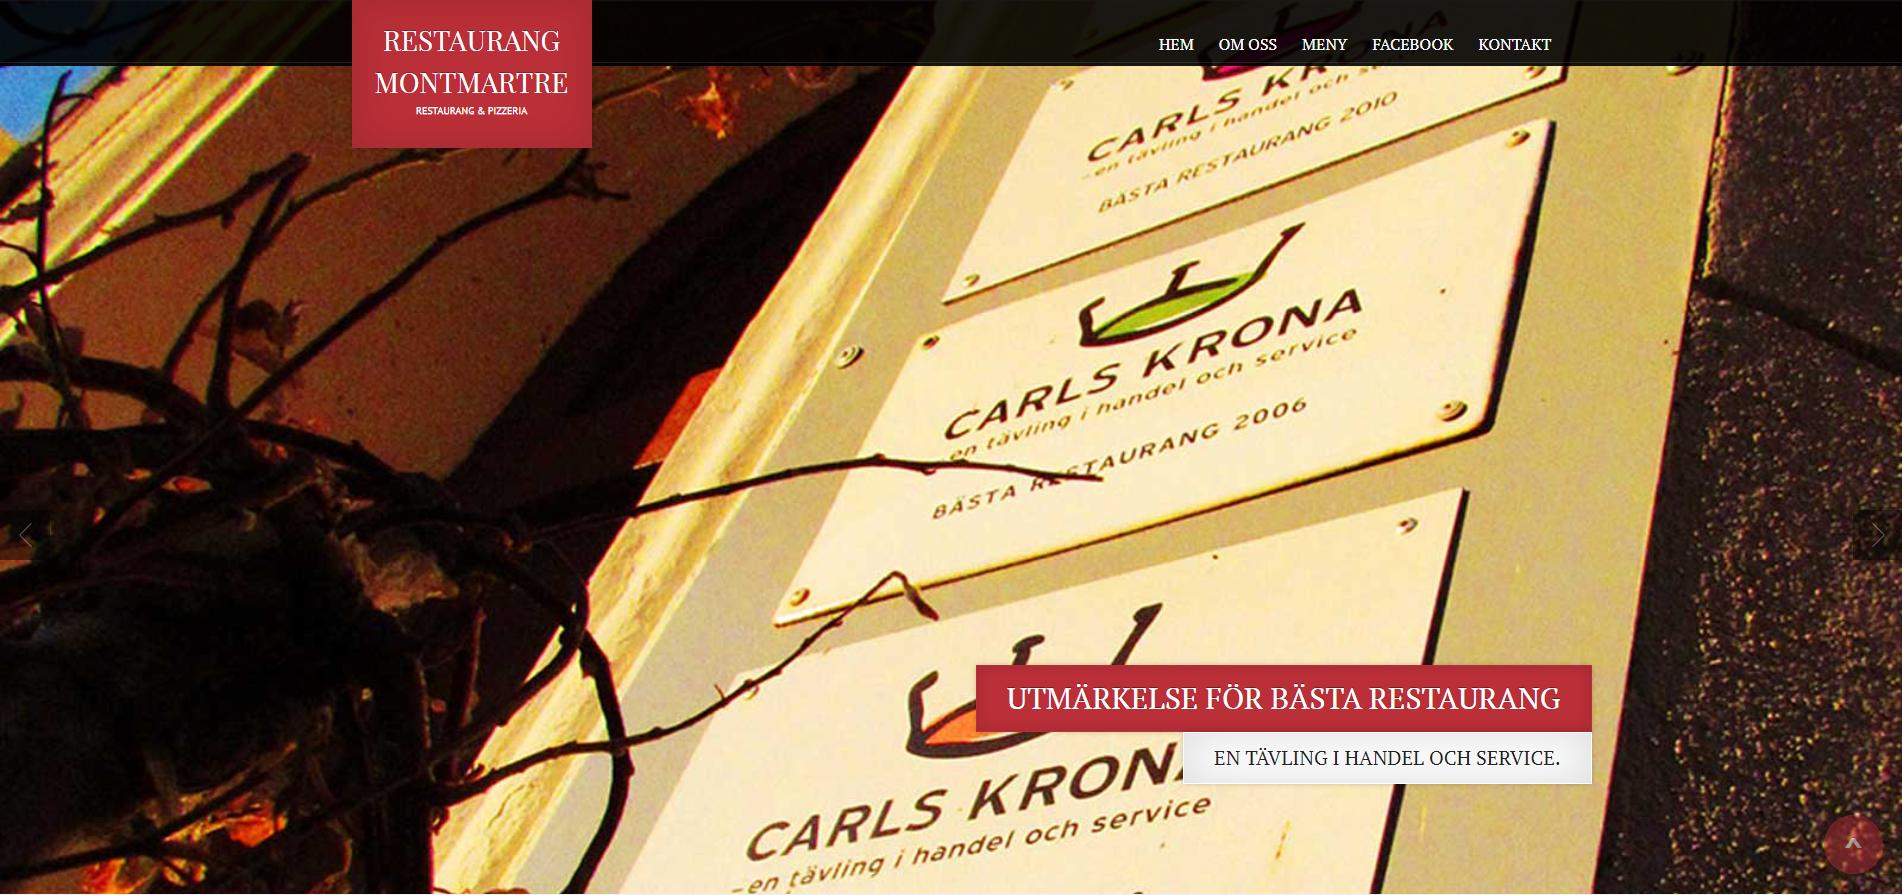 RESTAURANG
MONTMARTRE
RESTAURANG & PIZZERIA
HEM OM OSS MENY FACEBOOK KONTAKT
CARLS KRONA
–en tävling i handel och
BÄSTA RESTAURANG 2010
CARLS KRONA
–en tävling i handel och service
BÄSTA RESTAURANG 2006
UTMÄRKELSE FÖR BÄSTA RESTAURANG
EN TÄVLING I HANDEL OCH SERVICE.
CARLS KRONA
–en tävling i handel och service